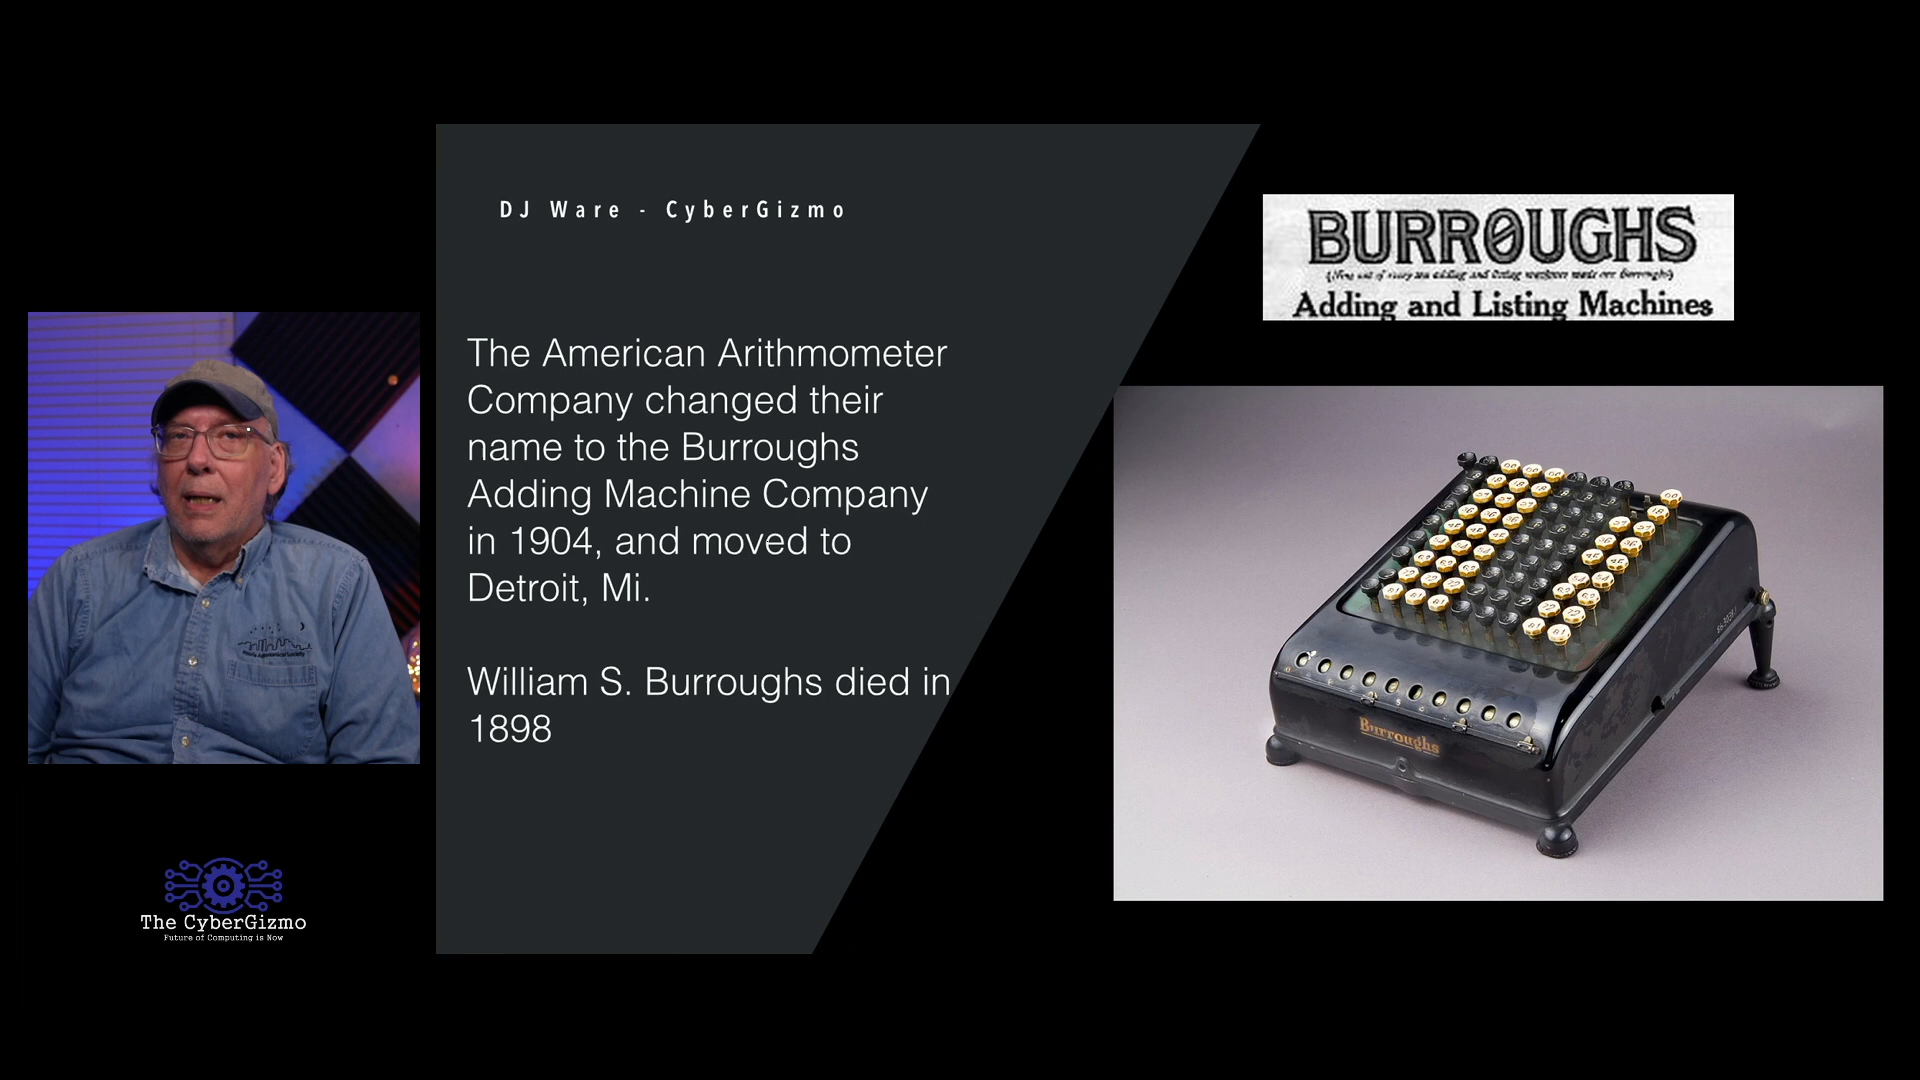 DJ Ware - CyberGizmo
The American Arithmometer
Company changed their
name to the Burroughs
Adding Machine Company
in 1904, and moved to
Detroit, Mi.
William S. Burroughs died in
1898
BURROUGHS
Adding and Listing Machines
Burroughs
The CyberGizmo
Future of Computing is Now